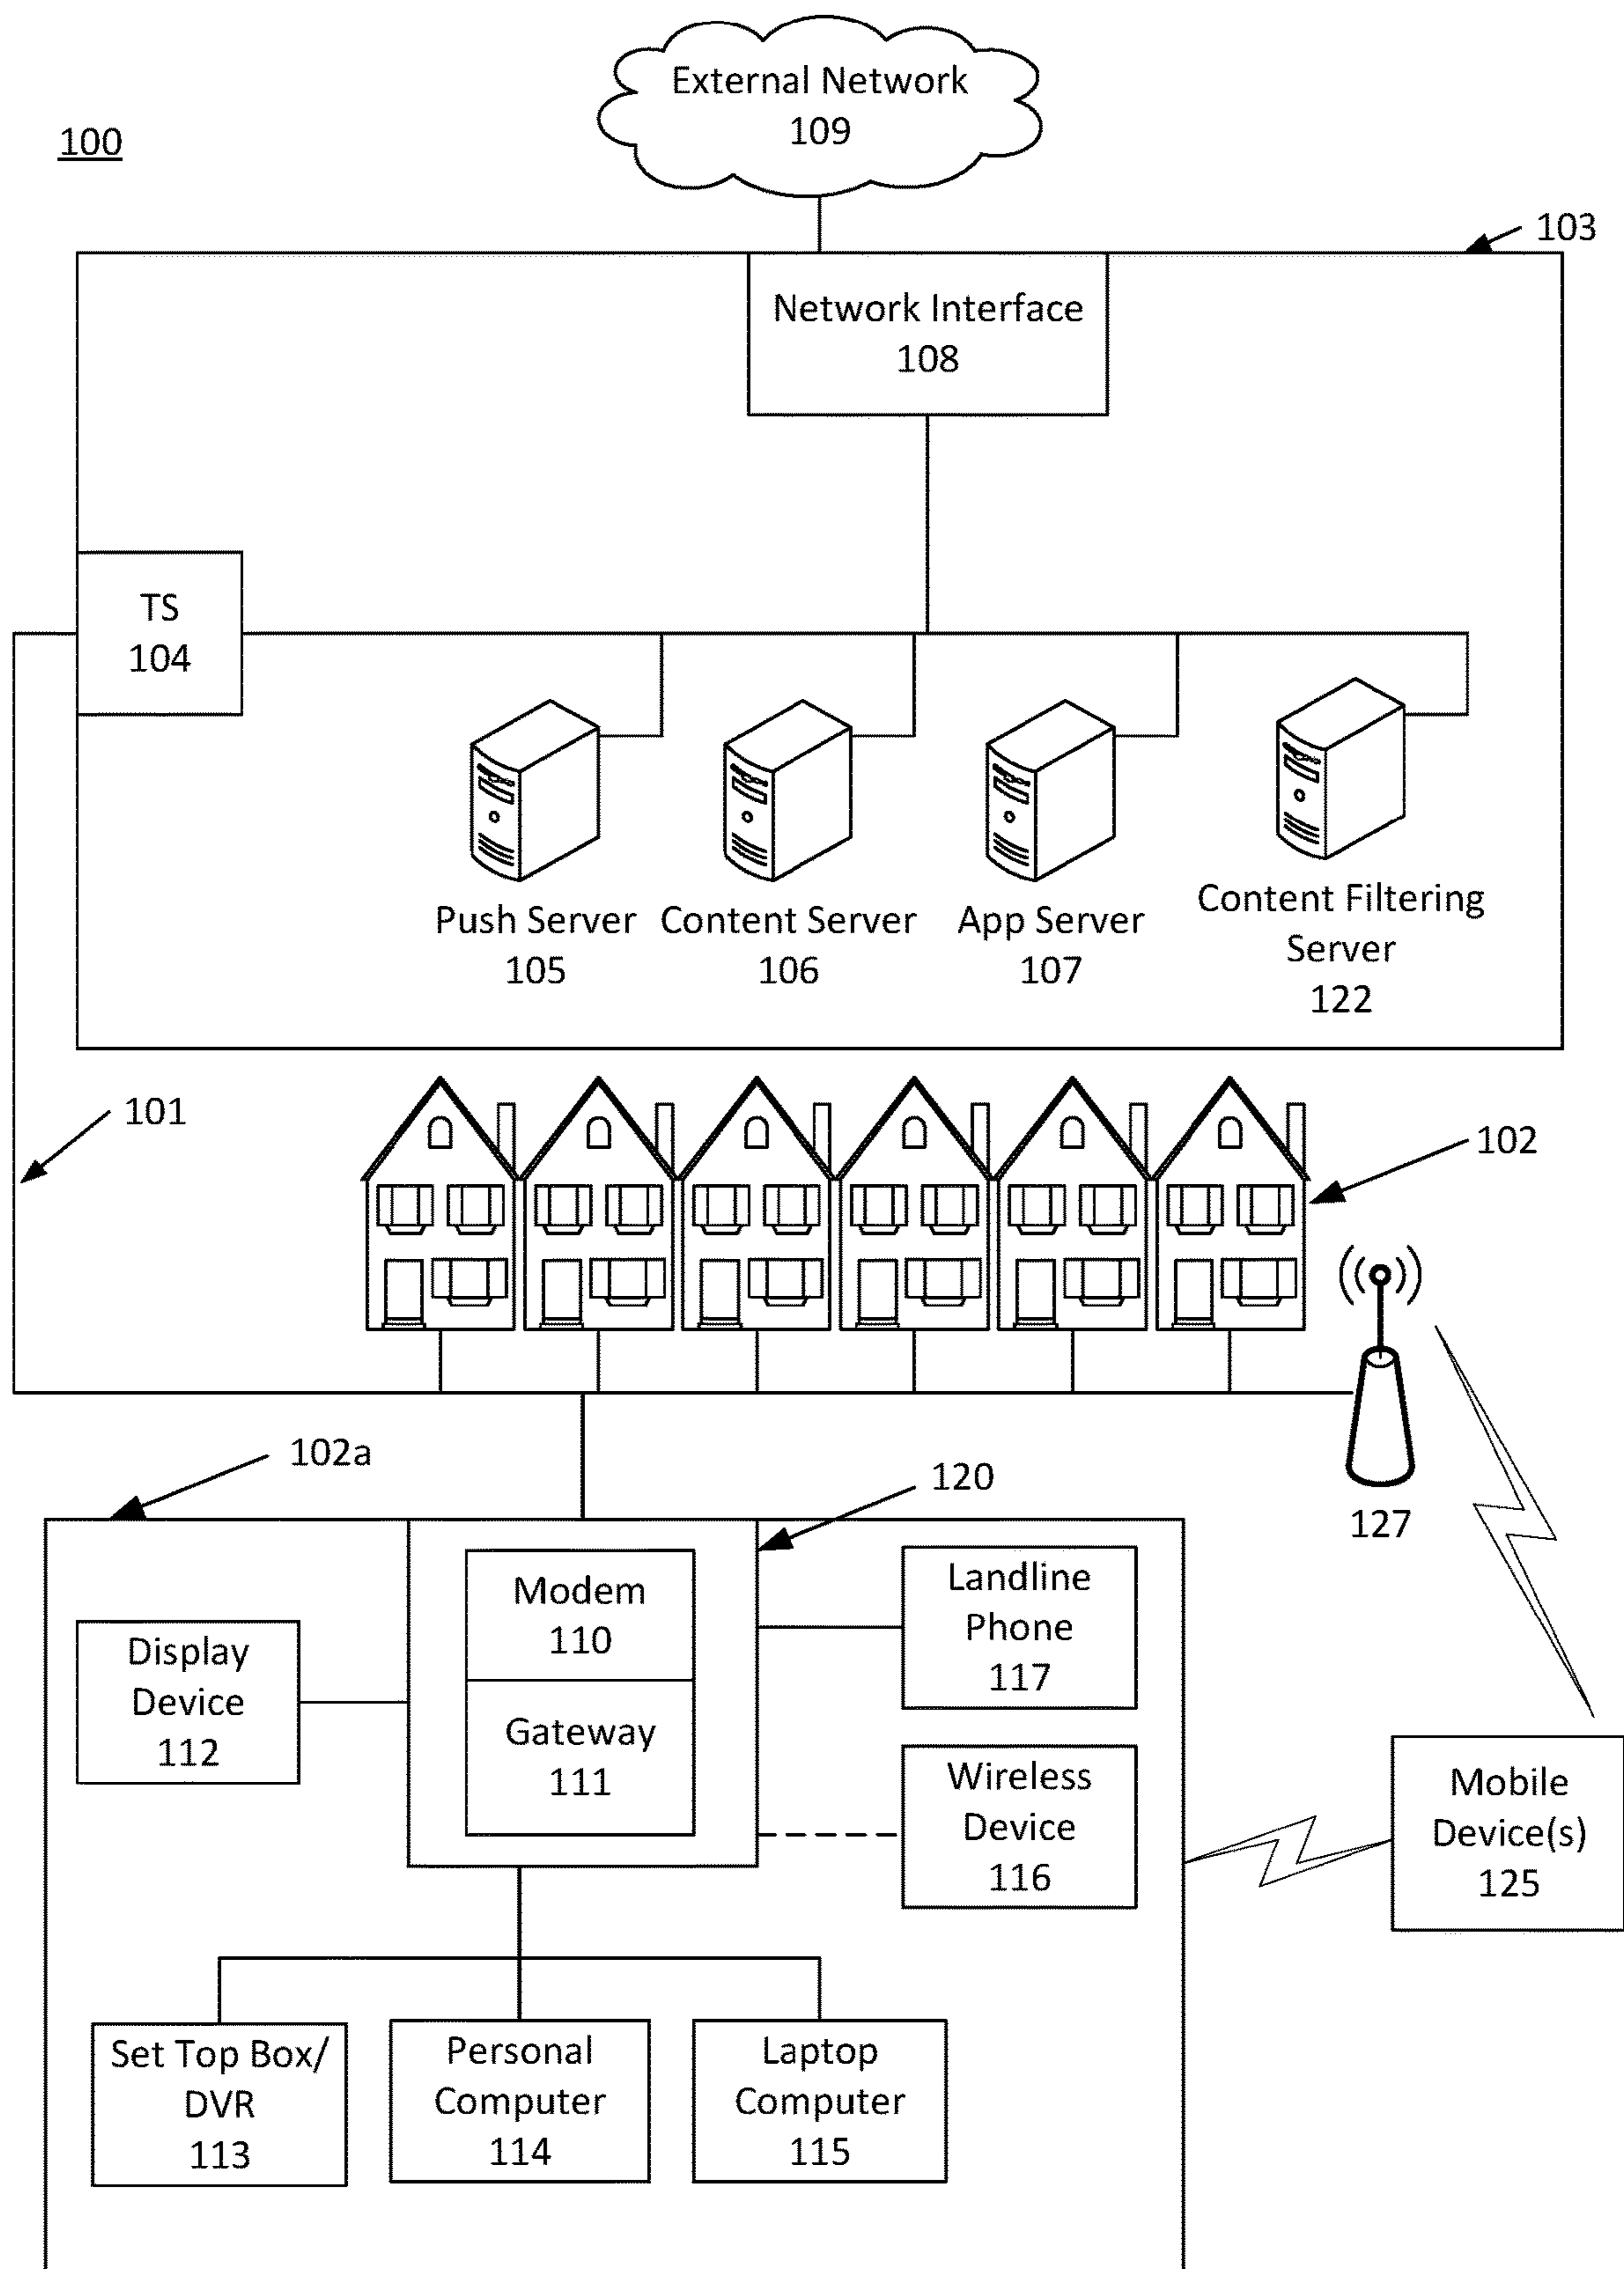 External Network
109
100
103
Network Interface
108
TS
104
Push Server
105
Content Server
106
App Server
107
Content Filtering
Server
122
101
102
127
102a
120
Modem
110
Gateway
111
Landline
Phone
117
Display
Device
112
Wireless
Device
116
Mobile
Device(s)
125
Set Top Box/
DVR
113
Personal
Computer
114
Laptop
Computer
115